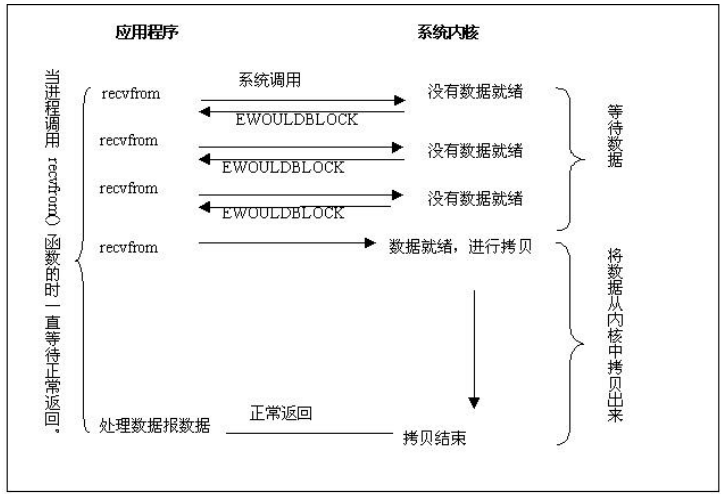 应用程序 系统内核
当进程调用 recvfrom() 函数的时一直等待正常返回。
系统调用
recvfrom 没有数据就绪
EWOULDBLOCK
recvfrom 没有数据就绪
EWOULDBLOCK
recvfrom 没有数据就绪
EWOULDBLOCK
等待数据
recvfrom 数据就绪，进行拷贝
将数据从内核中拷贝出来
正常返回
处理数据报数据 拷贝结束